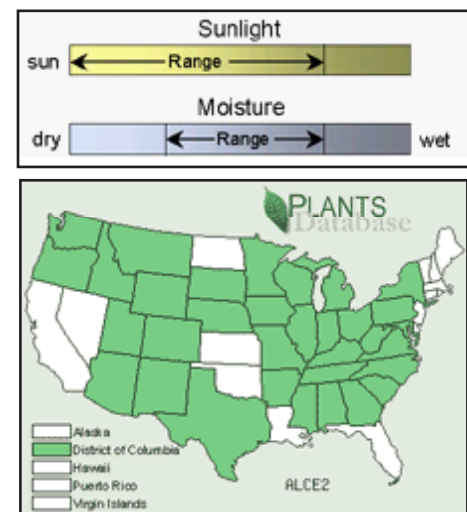 Sunlight
sun Range
Moisture
dry Range wet
PLANTS
Database
Alaska
District of Columbia
Hawaii
Puerto Rico
Virgin Islands
ALCE2